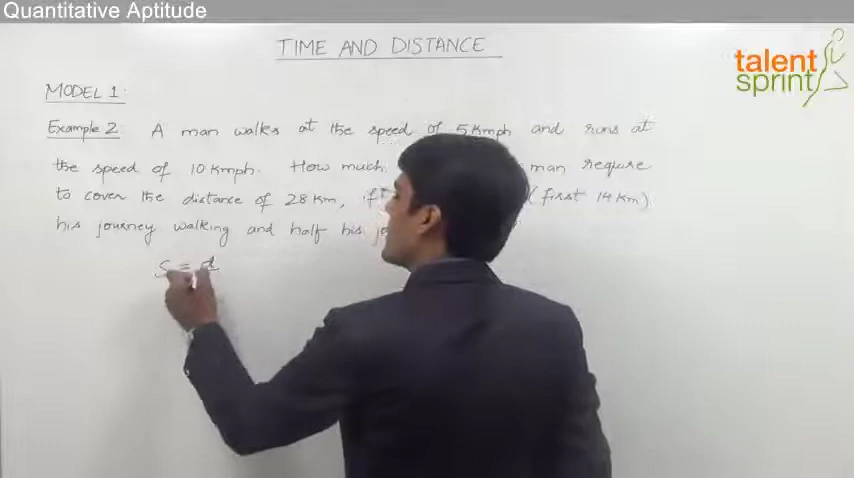 Quantitative Aptitude
TIME AND DISTANCE
talent
sprint
MODEL 1:
Example 2: A man walks at the speed of 5 Kmph and runs at
the speed of 10 Kmph. How much man require
to cover the distance of 28 Km, (first 14 Km)
his journey walking and half his
S = d